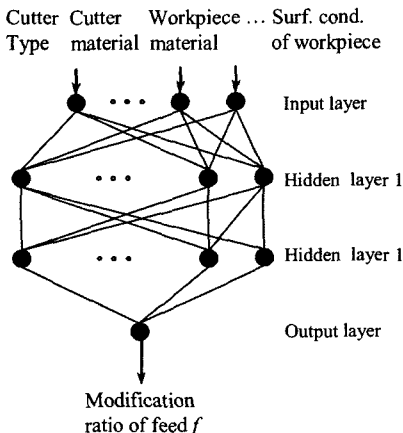 Cutter Cutter Workpiece ... Surf. cond.
Type material material of workpiece
Input layer
Hidden layer 1
Hidden layer 1
Output layer
Modification
ratio of feed f